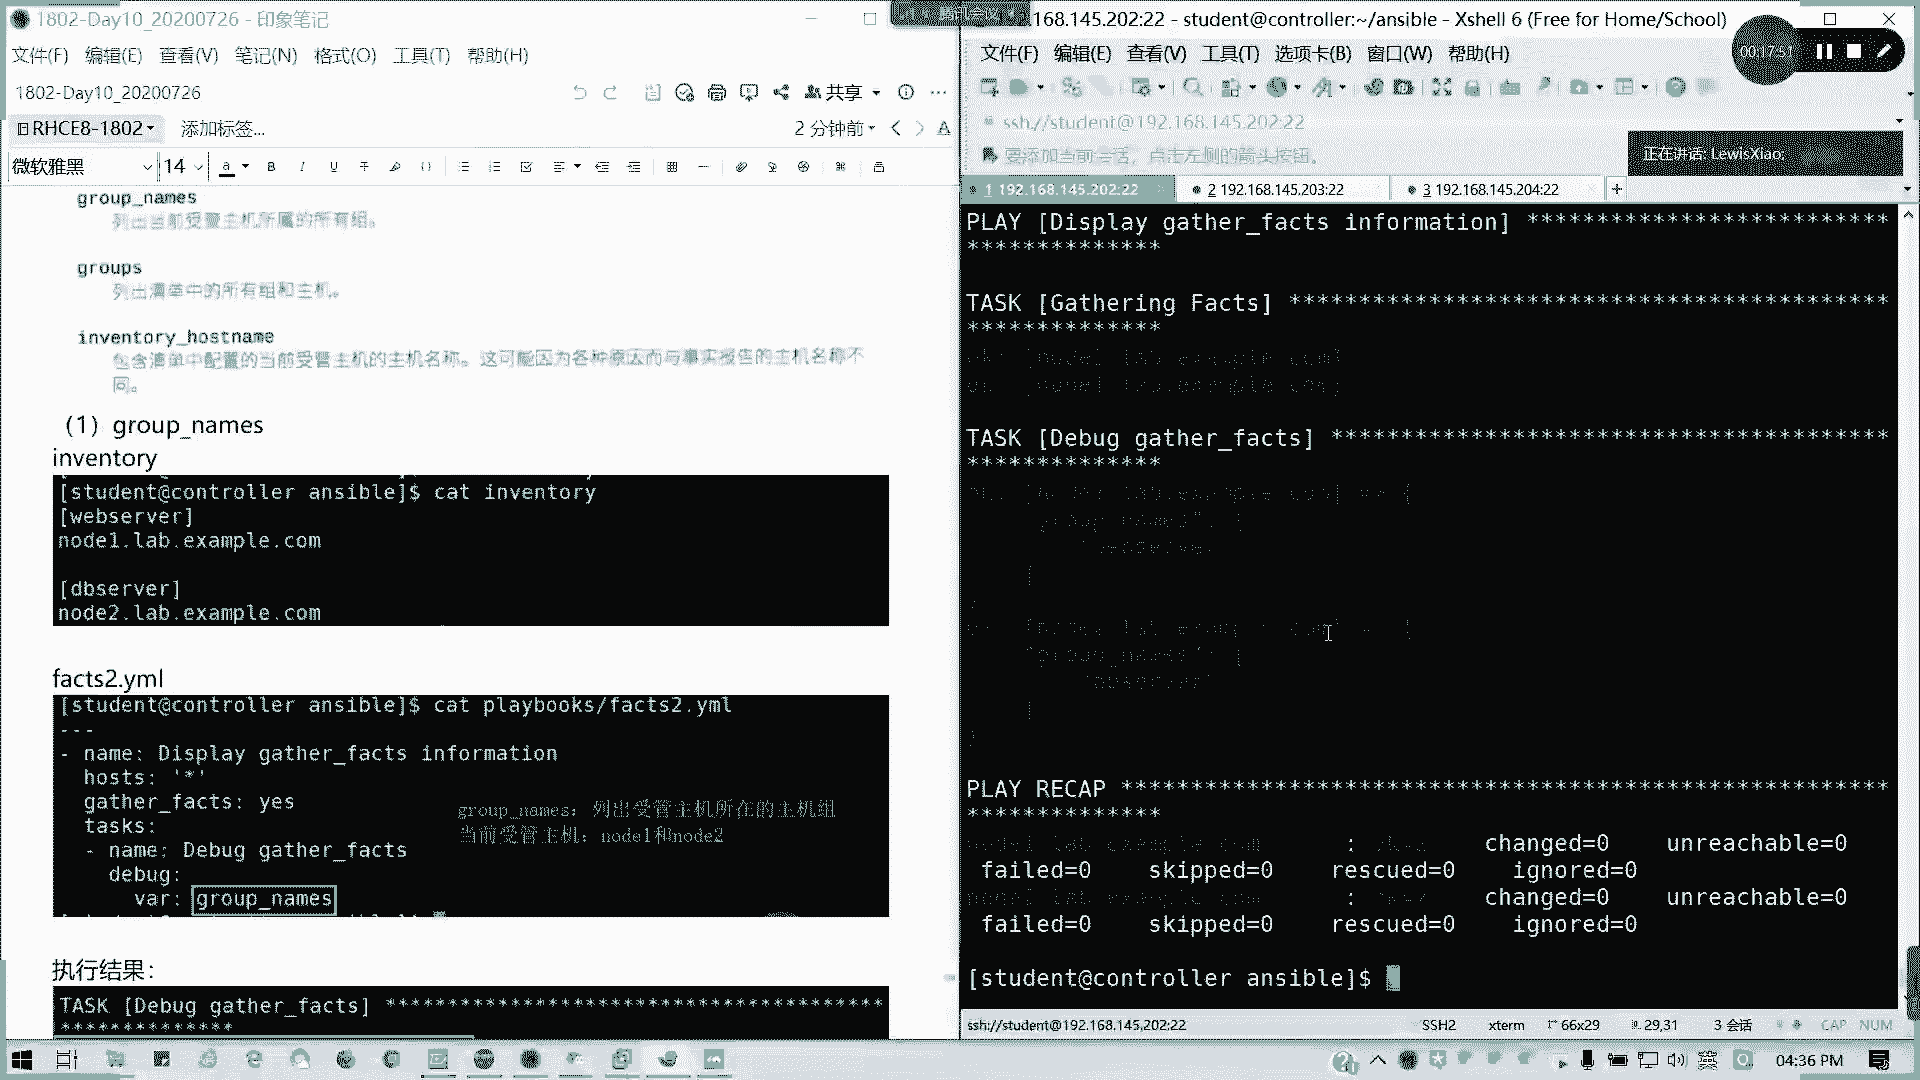 1802-Day10_20200726 - 印象笔记
文件(F) 编辑(E) 查看(V) 笔记(N) 格式(O) 工具(T) 帮助(H)
1802-Day10_20200726
共享
RHCE8-1802
添加标签...
2 分钟前
微软雅黑 14
group_names
列出当前受管主机所属的所有组。
groups
列出清单中的所有组和主机。
inventory_hostname
包含清单中配置的当前受管主机的主机名称。这可能因为各种原因而与事实报告的主机名称不
同。
（1）group_names
inventory
[student@controller ansible]$ cat inventory
[webserver]
node1.lab.example.com
[dbserver]
node2.lab.example.com
facts2.yml
[student@controller ansible]$ cat playbooks/facts2.yml
---
- name: Display gather_facts information
hosts: '*'
gather_facts: yes
tasks:
- name: Debug gather_facts
debug:
var: group_names
group_names：列出受管主机所在的主机组
当前受管主机：node1和node2
执行结果：
TASK [Debug gather_facts] *****************************************
**************
腾讯会议
.168.145.202:22 - student@controller:~/ansible - Xshell 6 (Free for Home/School)
00:17:51
文件(F) 编辑(E) 查看(V) 工具(T) 选项卡(B) 窗口(W) 帮助(H)
ssh://student@192.168.145.202:22
要添加当前会话，点击左侧的箭头按钮。
正在讲话: LewisXiao;
1 192.168.145.202:22
2 192.168.145.203:22
3 192.168.145.204:22
PLAY [Display gather_facts information] ******************************
**************
TASK [Gathering Facts] **************************************************
**************
TASK [Debug gather_facts] **********************************************
**************
"group_names": [
"webserver"
]
}
"group_names": [
"dbserver"
]
}
PLAY RECAP ****************************************************************
**************
: changed=0 unreachable=0
failed=0 skipped=0 rescued=0 ignored=0
: changed=0 unreachable=0
failed=0 skipped=0 rescued=0 ignored=0
[student@controller ansible]$
ssh://student@192.168.145.202:22
SSH2 xterm 66x29 29,31 3 会话 CAP NUM
英 04:36 PM